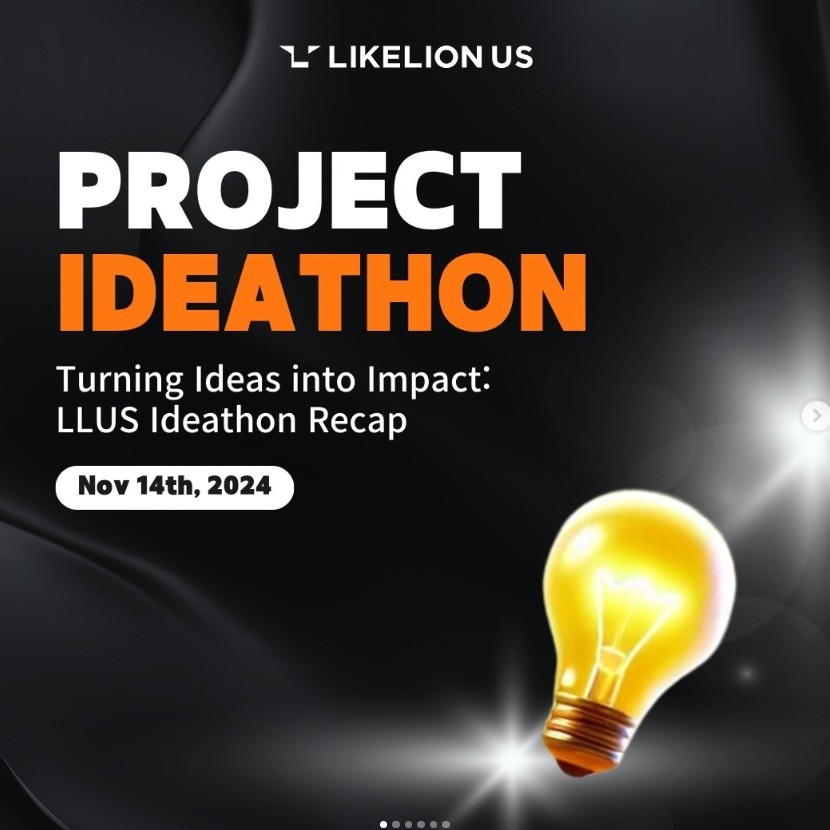 LIKELION US
PROJECT
IDEATHON
Turning Ideas into Impact:
LLUS Ideathon Recap
Nov 14th, 2024